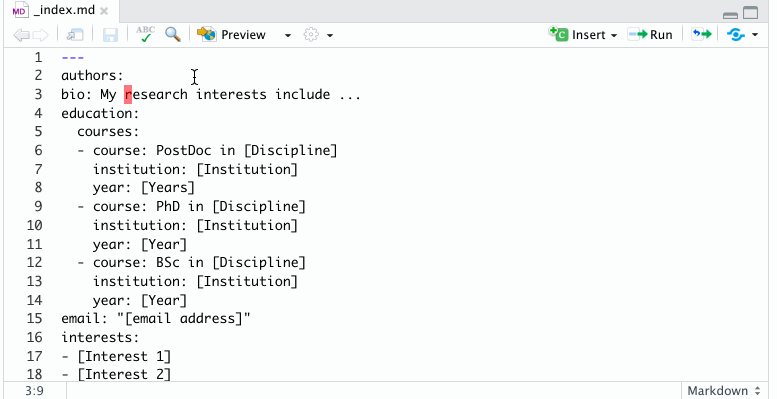 MD _index.md ×
ABC Preview Insert Run
1 ---
2 authors:
3 bio: My research interests include ...
4 education:
5   courses:
6   - course: PostDoc in [Discipline]
7     institution: [Institution]
8     year: [Years]
9   - course: PhD in [Discipline]
10     institution: [Institution]
11     year: [Year]
12   - course: BSc in [Discipline]
13     institution: [Institution]
14     year: [Year]
15 email: "[email address]"
16 interests:
17 - [Interest 1]
18 - [Interest 2]
3:9 Markdown